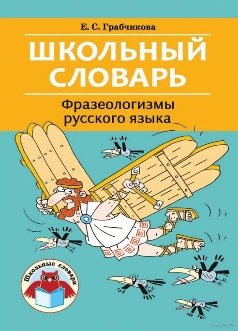 Е. С. Грабчикова
ШКОЛЬНЫЙ
СЛОВАРЬ
Фразеологизмы
русского языка
Школьные словари